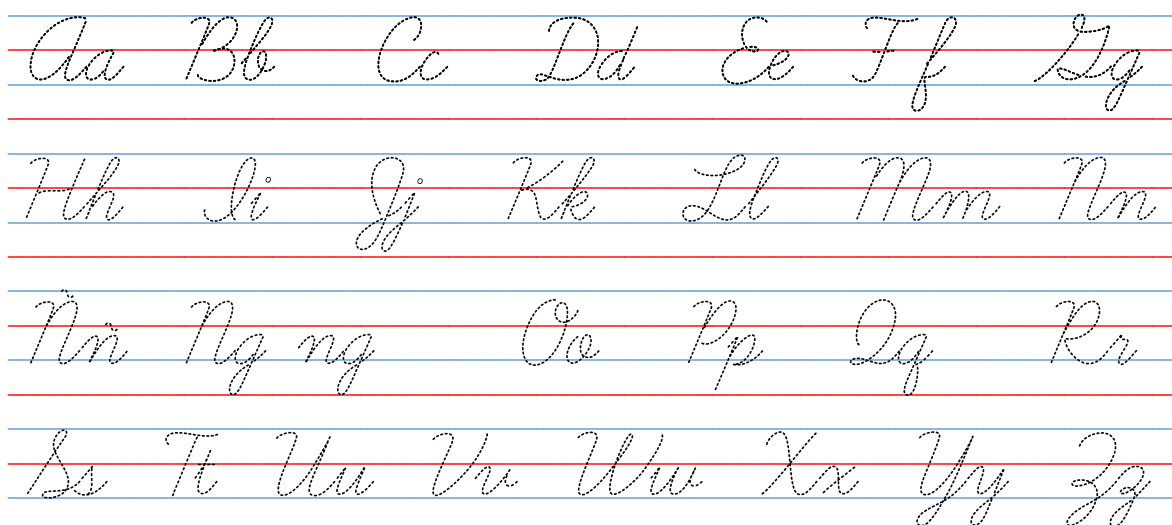 Aa Bb Cc Dd Ee Ff Gg
Hh Ii Jj Kk Ll Mm Nn
Ññ Ng ng Oo Pp Qq Rr
Ss Tt Uu Vv Ww Xx Yy Zz